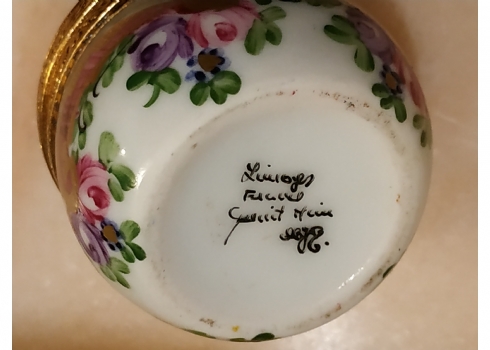 Limoges
France
Peint Main